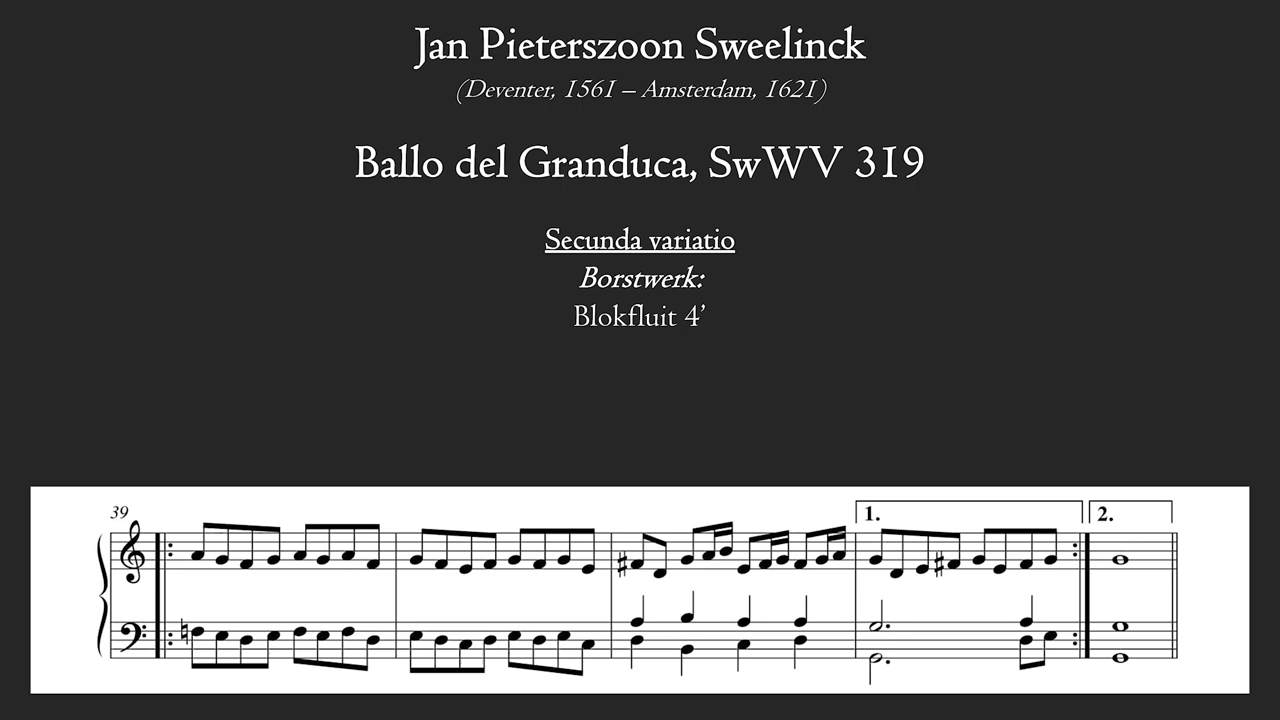 Jan Pieterszoon Sweelinck
(Deventer, 1561 – Amsterdam, 1621)
Ballo del Granduca, SwWV 319
Secunda variatio
Borstwerk:
Blokfluit 4’
39
1.
2.